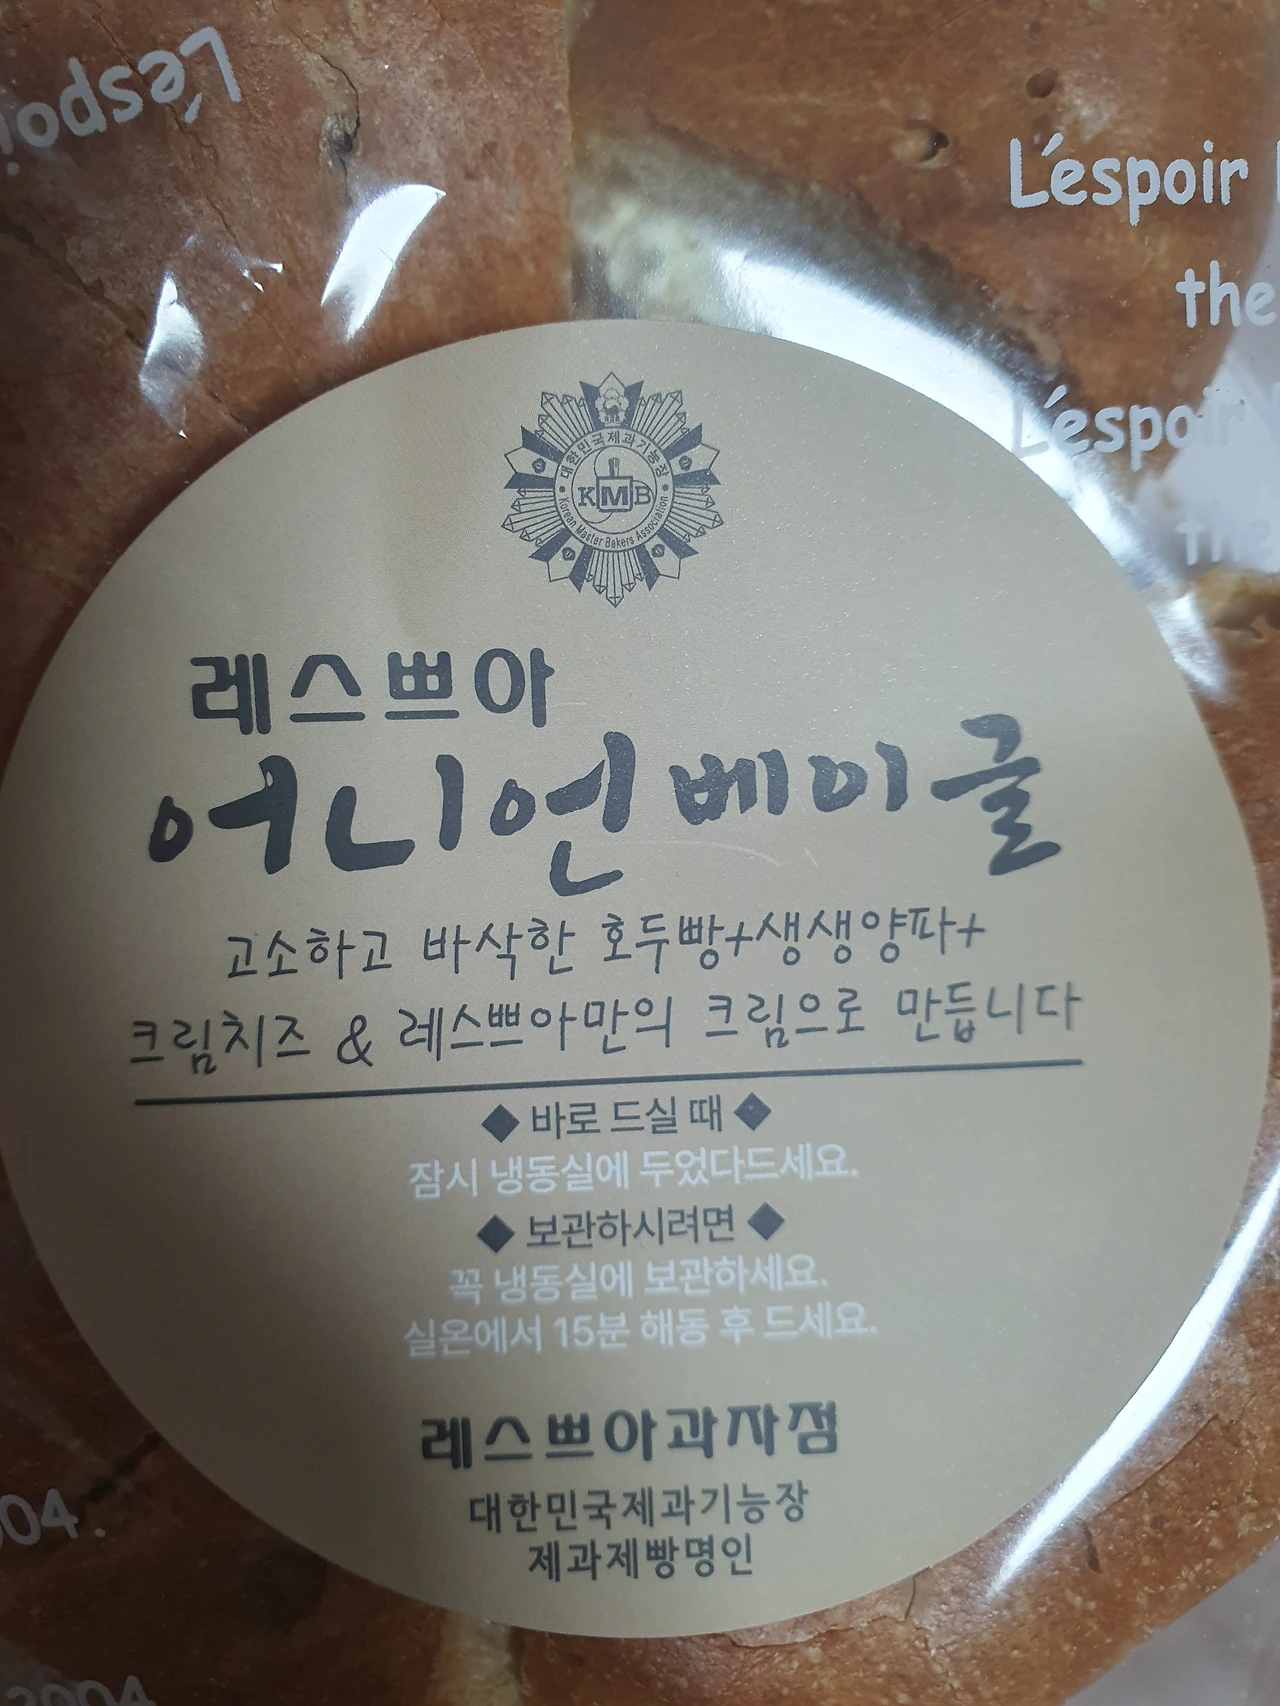 L'espoir
L'espoir
the
L'espoir
the
대한민국제과기능장
KMB
Korean Master Bakers Association
레스쁘아
어니언 베이글
고소하고 바삭한 호두빵+생생양파+
크림치즈 & 레스쁘아만의 크림으로 만듭니다
◆ 바로 드실 때 ◆
잠시 냉동실에 두었다드세요.
◆ 보관하시려면 ◆
꼭 냉동실에 보관하세요.
실온에서 15분 해동 후 드세요.
레스쁘아과자점
대한민국제과기능장
제과제빵명인
004.
2004